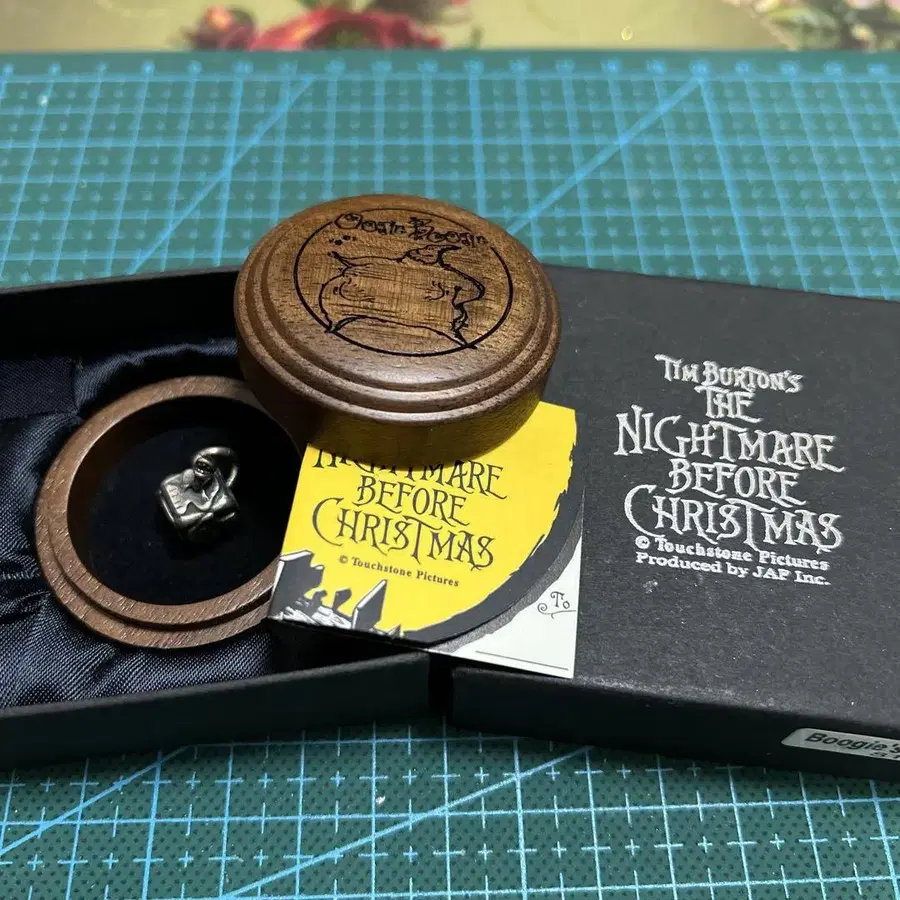 Oogie Boogie
NIGHTMARE
BEFORE
CHRISTMAS
© Touchstone Pictures
To
TIM BURTON'S
THE
NIGHTMARE
BEFORE
CHRISTMAS
© Touchstone Pictures
Produced by JAP Inc.
Boogie's